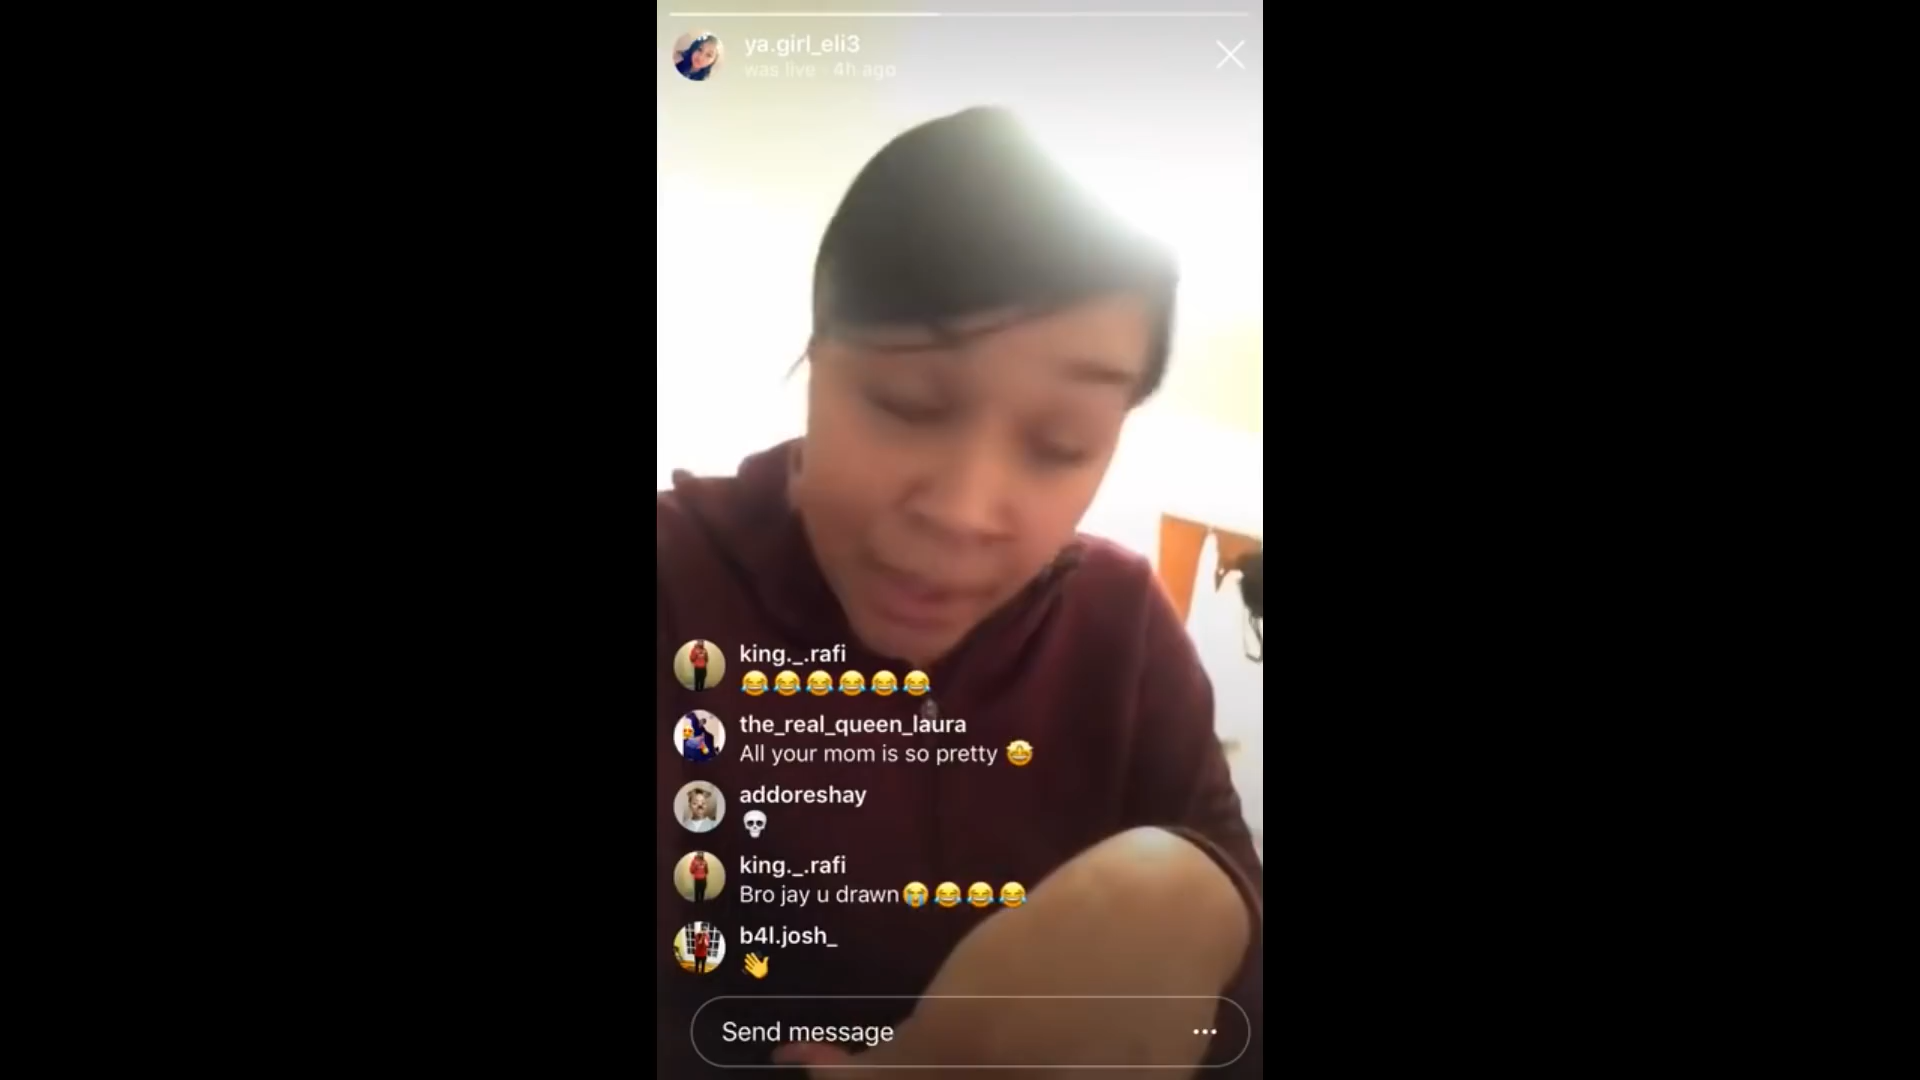 ya.girl_eli3
was live · 4h ago
king._.rafi
😂😂😂😂😂😂
the_real_queen_laura
All your mom is so pretty 🤩
addoreshay
💀
king._.rafi
Bro jay u drawn😭😂😂😂
b4l.josh_
👋
Send message